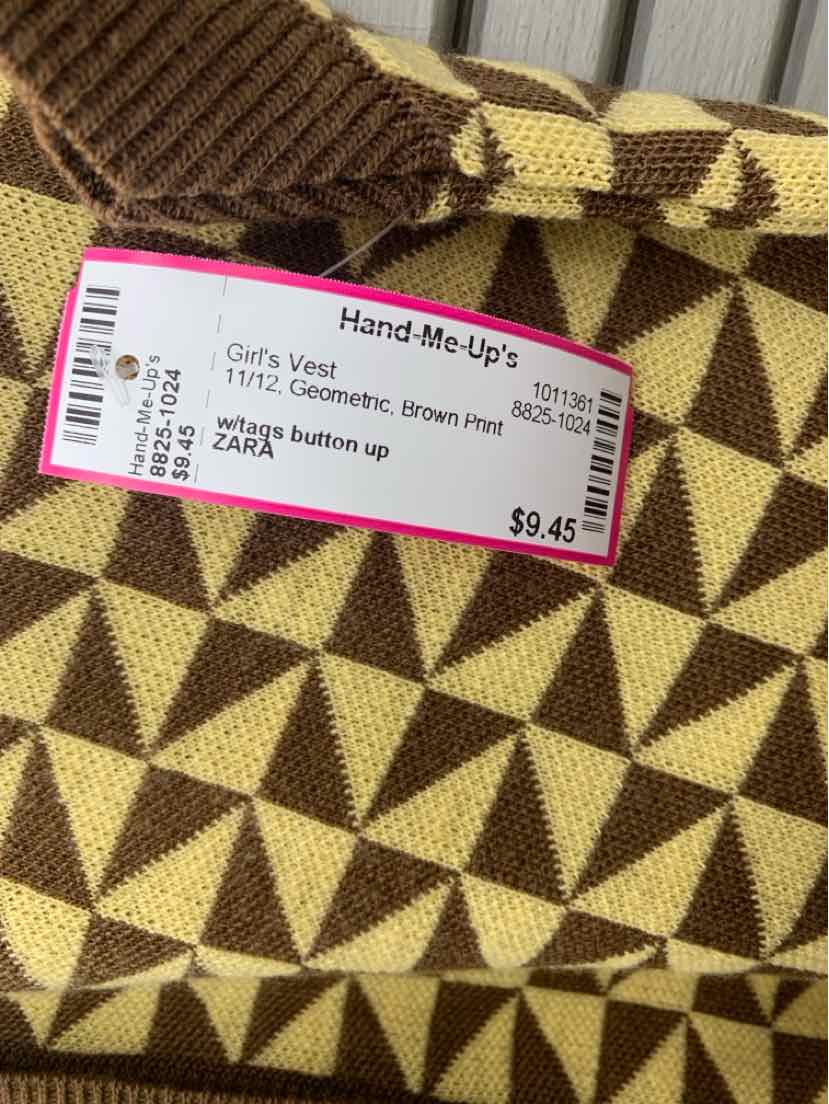 Hand-Me-Up's
8825-1024
$9.45
Hand-Me-Up's
Girl's Vest
1011361
11/12, Geometric, Brown Print
8825-1024
w/tags button up
ZARA
$9.45